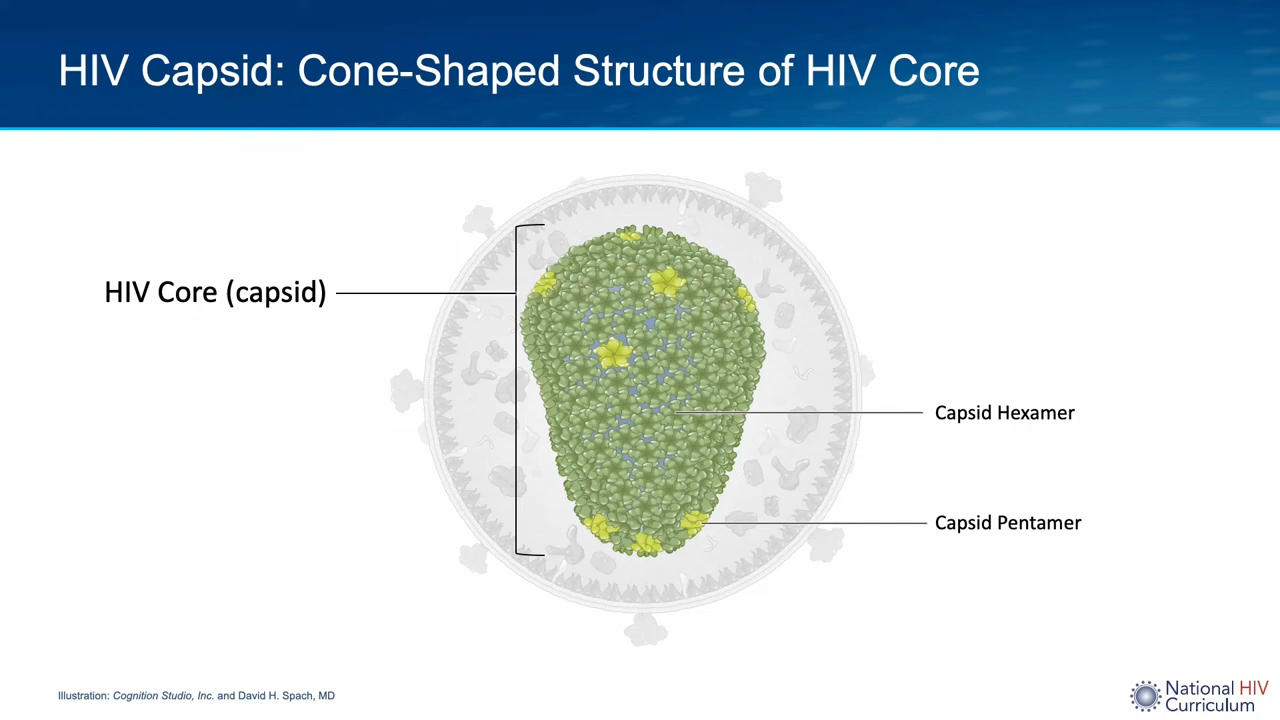 HIV Capsid: Cone-Shaped Structure of HIV Core
HIV Core (capsid)
Capsid Hexamer
Capsid Pentamer
Illustration: Cognition Studio, Inc. and David H. Spach, MD
National HIV
Curriculum